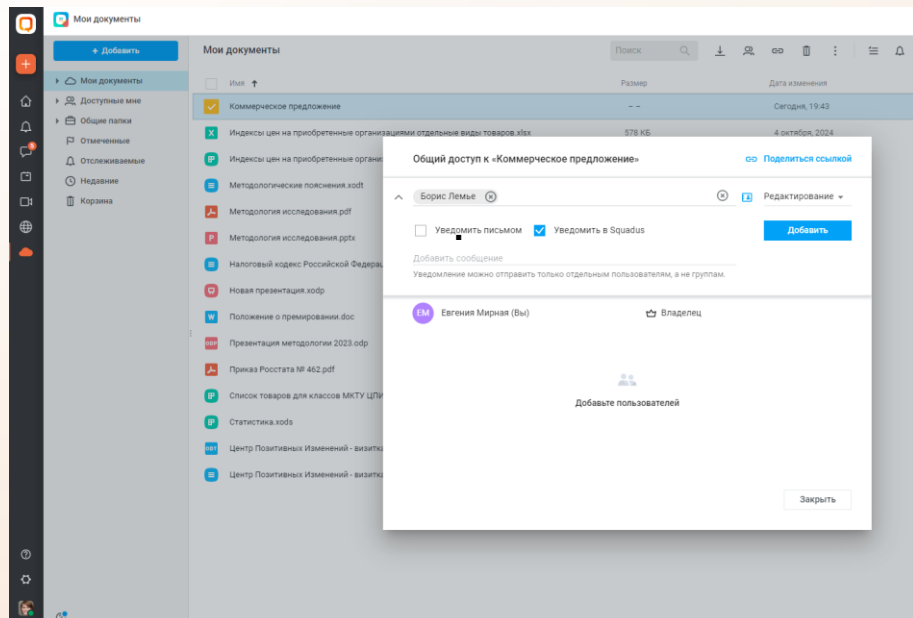 Мои документы
+ Добавить
Мои документы
Доступные мне
Общие папки
Отмеченные
Отслеживаемые
Недавние
Корзина
Мои документы
Поиск
Имя
Размер
Дата изменения
Коммерческое предложение
– –
Сегодня, 19:43
Индексы цен на приобретенные организациями отдельные виды товаров.xlsx
578 КБ
4 октября, 2024
Индексы цен на приобретенные
Методологические пояснения.xodt
Методология исследования.pdf
Методология исследования.pptx
Налоговый кодекс Российской
Новая презентация.xodp
Положение о премировании.doc
Презентация методологии 2023.odp
Приказ Росстата № 462.pdf
Список товаров для классов МКТУ
Статистика.xods
Центр Позитивных Изменений -
Центр Позитивных Изменений -
Общий доступ к «Коммерческое предложение»
Поделиться ссылкой
Борис Лемье
Редактирование
Уведомить письмом
Уведомить в Squadus
Добавить
Добавить сообщение
Уведомление можно отправить только отдельным пользователям, а не группам.
ЕМ
Евгения Мирная (Вы)
Владелец
Добавьте пользователей
Закрыть